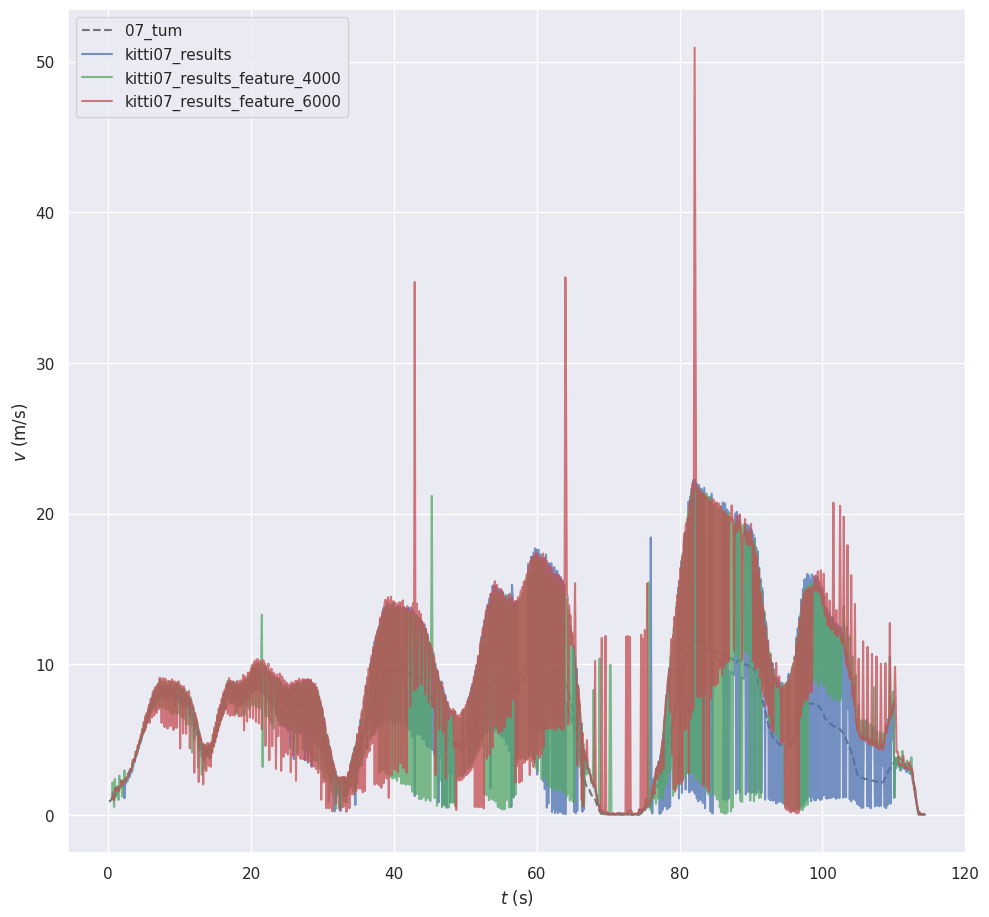 07_tum
kitti07_results
kitti07_results_feature_4000
kitti07_results_feature_6000
50
40
30
20
10
0
v (m/s)
0 20 40 60 80 100 120
t (s)